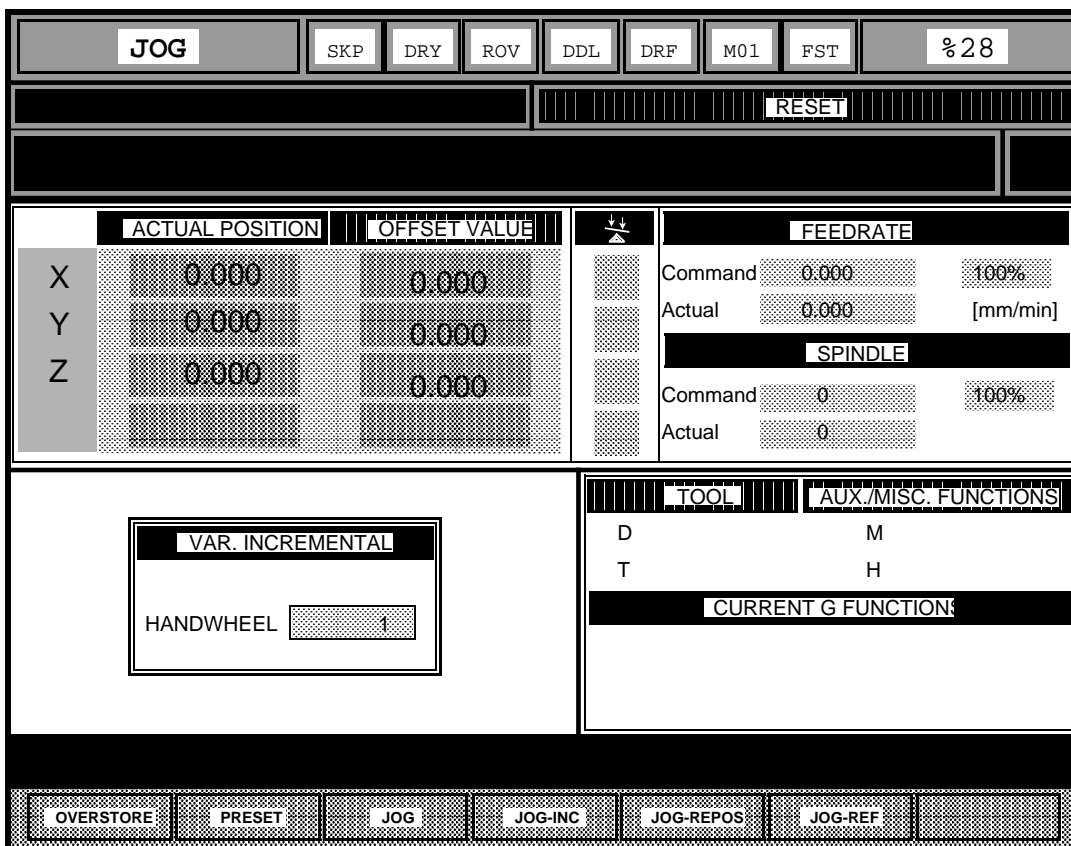 JOG SKP DRY ROV DDL DRF M01 FST %28
RESET
ACTUAL POSITION OFFSET VALUE FEEDRATE
X 0.000 0.000 Command 0.000 100%
Y 0.000 0.000 Actual 0.000 [mm/min]
SPINDLE
Z 0.000 0.000 Command 0 100%
Actual 0
TOOL AUX./MISC. FUNCTIONS
VAR. INCREMENTAL D M
T H
CURRENT G FUNCTIONS
HANDWHEEL 1
OVERSTORE PRESET JOG JOG-INC JOG-REPOS JOG-REF